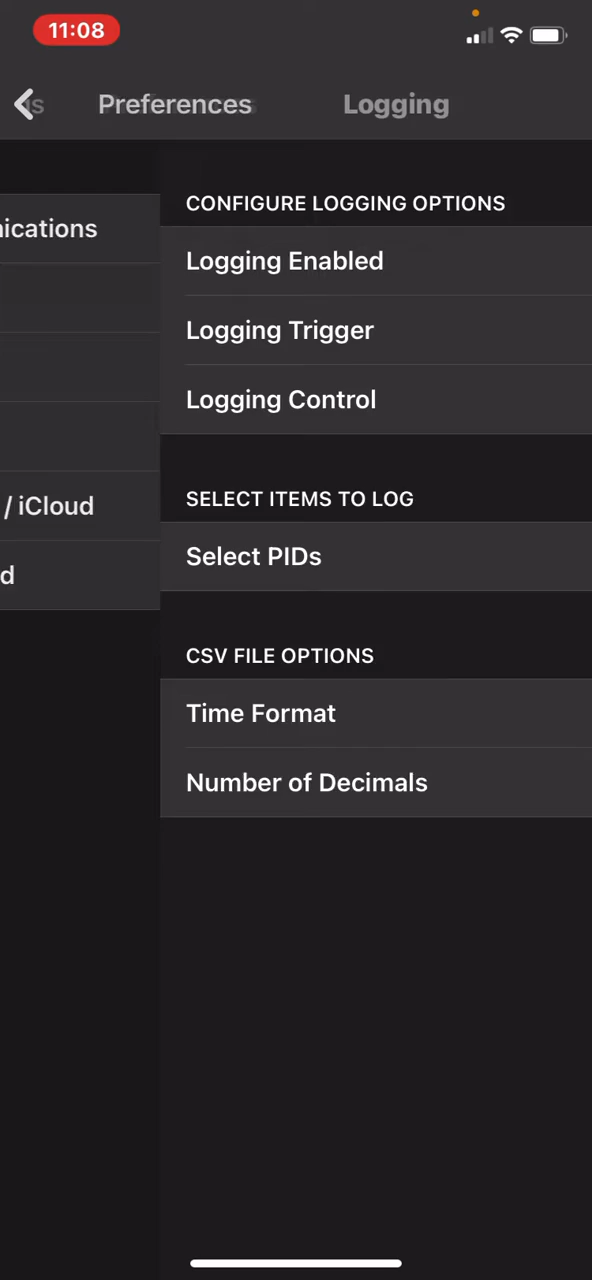 11:08
Preferences
Logging
ications
/ iCloud
d
CONFIGURE LOGGING OPTIONS
Logging Enabled
Logging Trigger
Logging Control
SELECT ITEMS TO LOG
Select PIDs
CSV FILE OPTIONS
Time Format
Number of Decimals